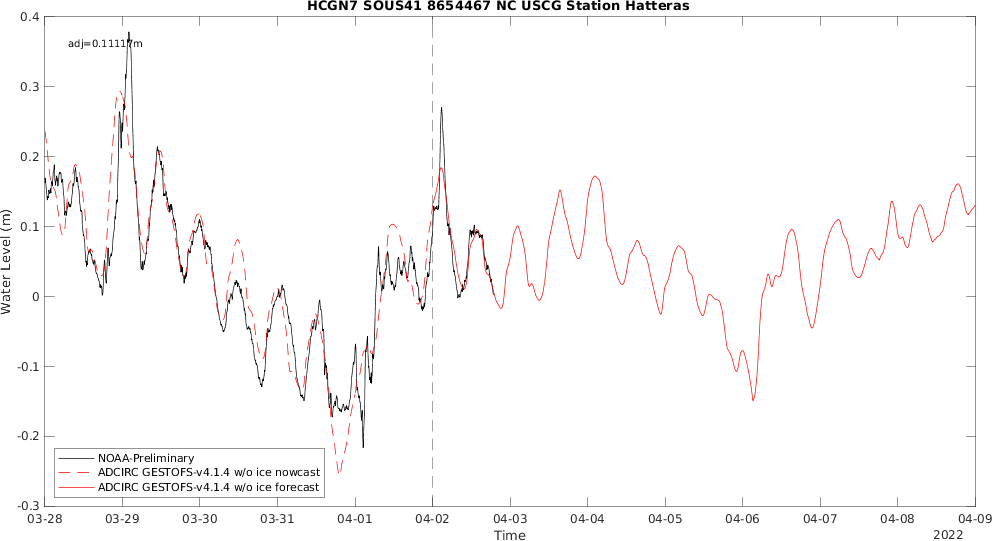 HCGN7 SOUS41 8654467 NC USCG Station Hatteras
adj=0.11117m
Water Level (m)
0.4
0.3
0.2
0.1
0
-0.1
-0.2
-0.3
NOAA-Preliminary
ADCIRC GESTOFS-v4.1.4 w/o ice nowcast
ADCIRC GESTOFS-v4.1.4 w/o ice forecast
03-28 03-29 03-30 03-31 04-01 04-02 04-03 04-04 04-05 04-06 04-07 04-08 04-09
Time
2022